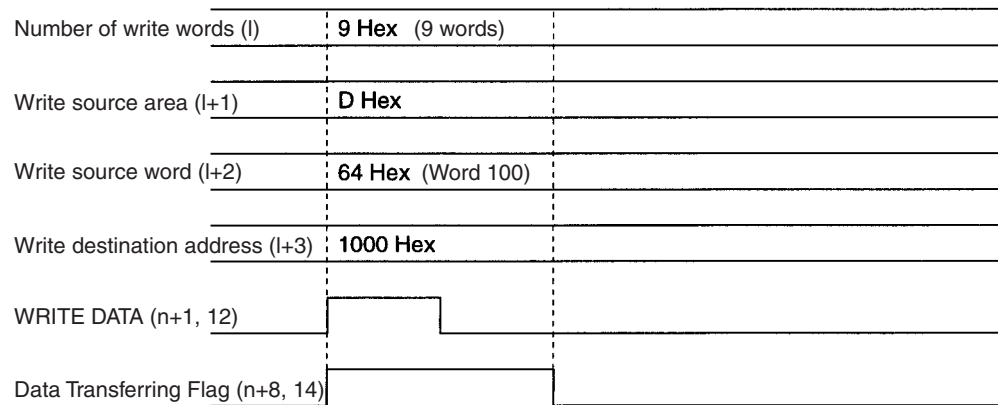 Number of write words (l) 9 Hex (9 words)
Write source area (l+1) D Hex
Write source word (l+2) 64 Hex (Word 100)
Write destination address (l+3) 1000 Hex
WRITE DATA (n+1, 12)
Data Transferring Flag (n+8, 14)